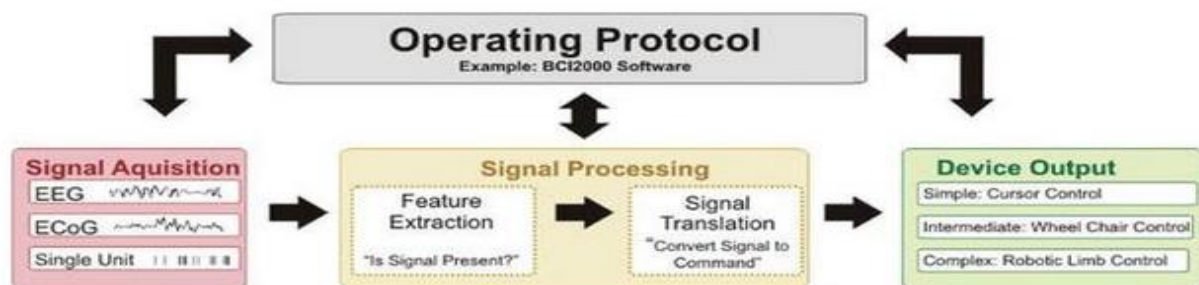 Operating Protocol
Example: BCI2000 Software
Signal Aquisition
EEG
ECoG
Single Unit
Signal Processing
Feature
Extraction
"Is Signal Present?"
Signal
Translation
"Convert Signal to
Command"
Device Output
Simple: Cursor Control
Intermediate: Wheel Chair Control
Complex: Robotic Limb Control